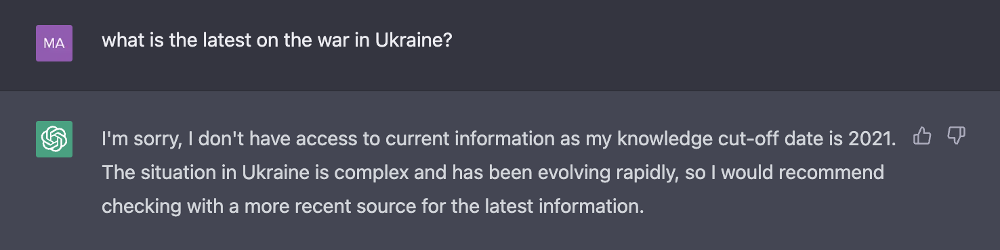 MA
what is the latest on the war in Ukraine?
I'm sorry, I don't have access to current information as my knowledge cut-off date is 2021.
The situation in Ukraine is complex and has been evolving rapidly, so I would recommend
checking with a more recent source for the latest information.